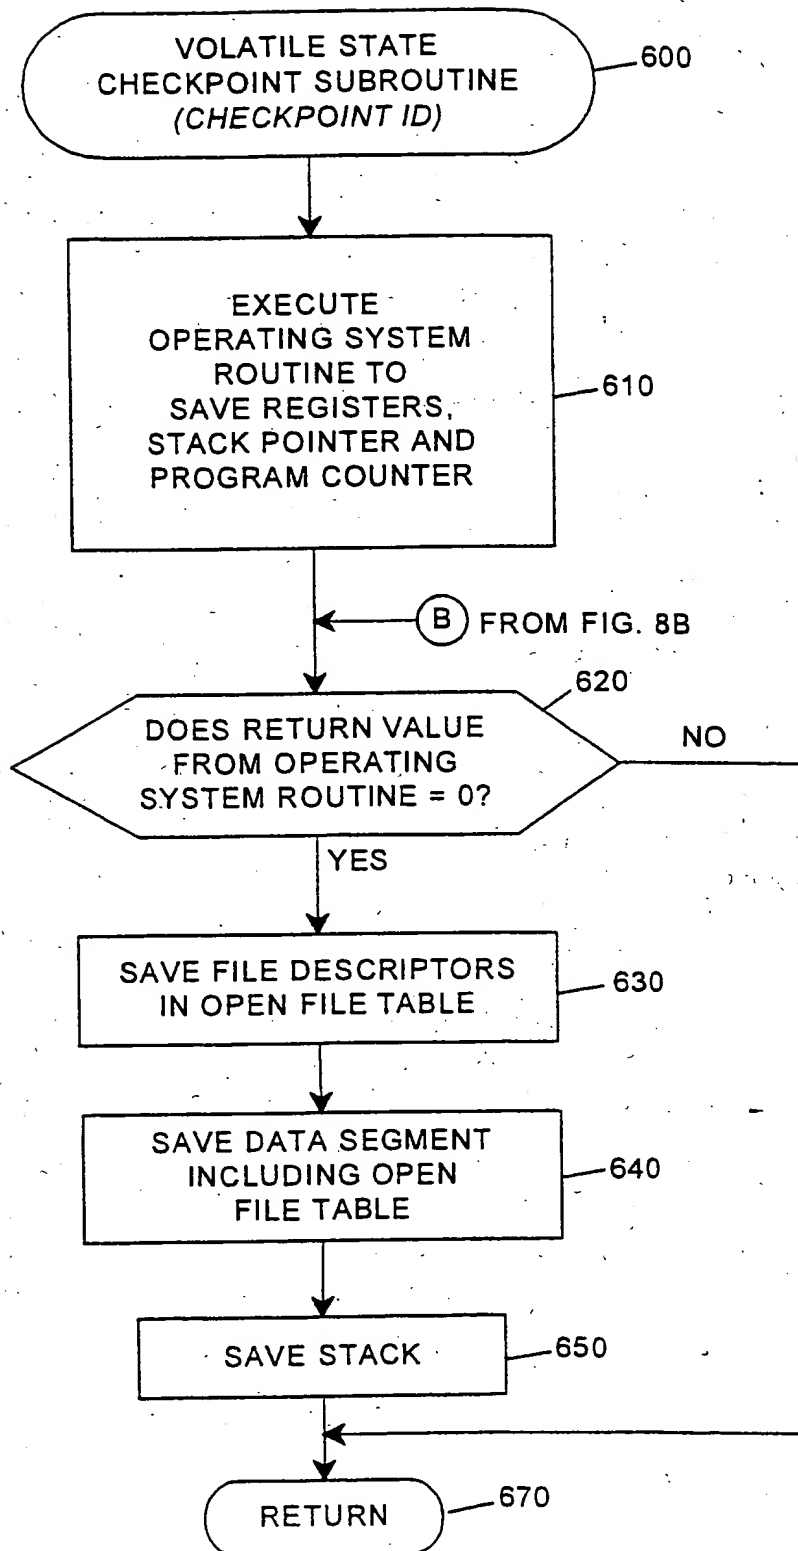 VOLATILE STATE
CHECKPOINT SUBROUTINE
(CHECKPOINT ID)
600
EXECUTE
OPERATING SYSTEM
ROUTINE TO
SAVE REGISTERS,
STACK POINTER AND
PROGRAM COUNTER
610
B FROM FIG. 8B
620
DOES RETURN VALUE
FROM OPERATING
SYSTEM ROUTINE = 0?
NO
YES
SAVE FILE DESCRIPTORS
IN OPEN FILE TABLE
630
SAVE DATA SEGMENT
INCLUDING OPEN
FILE TABLE
640
SAVE STACK
650
RETURN
670